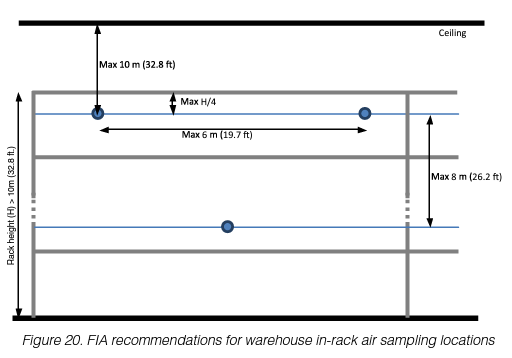 Ceiling
Max 10 m (32.8 ft)
Max H/4
Max 6 m (19.7 ft)
Max 8 m (26.2 ft)
Rack height (H) > 10m (32.8 ft.)
Figure 20. FIA recommendations for warehouse in-rack air sampling locations